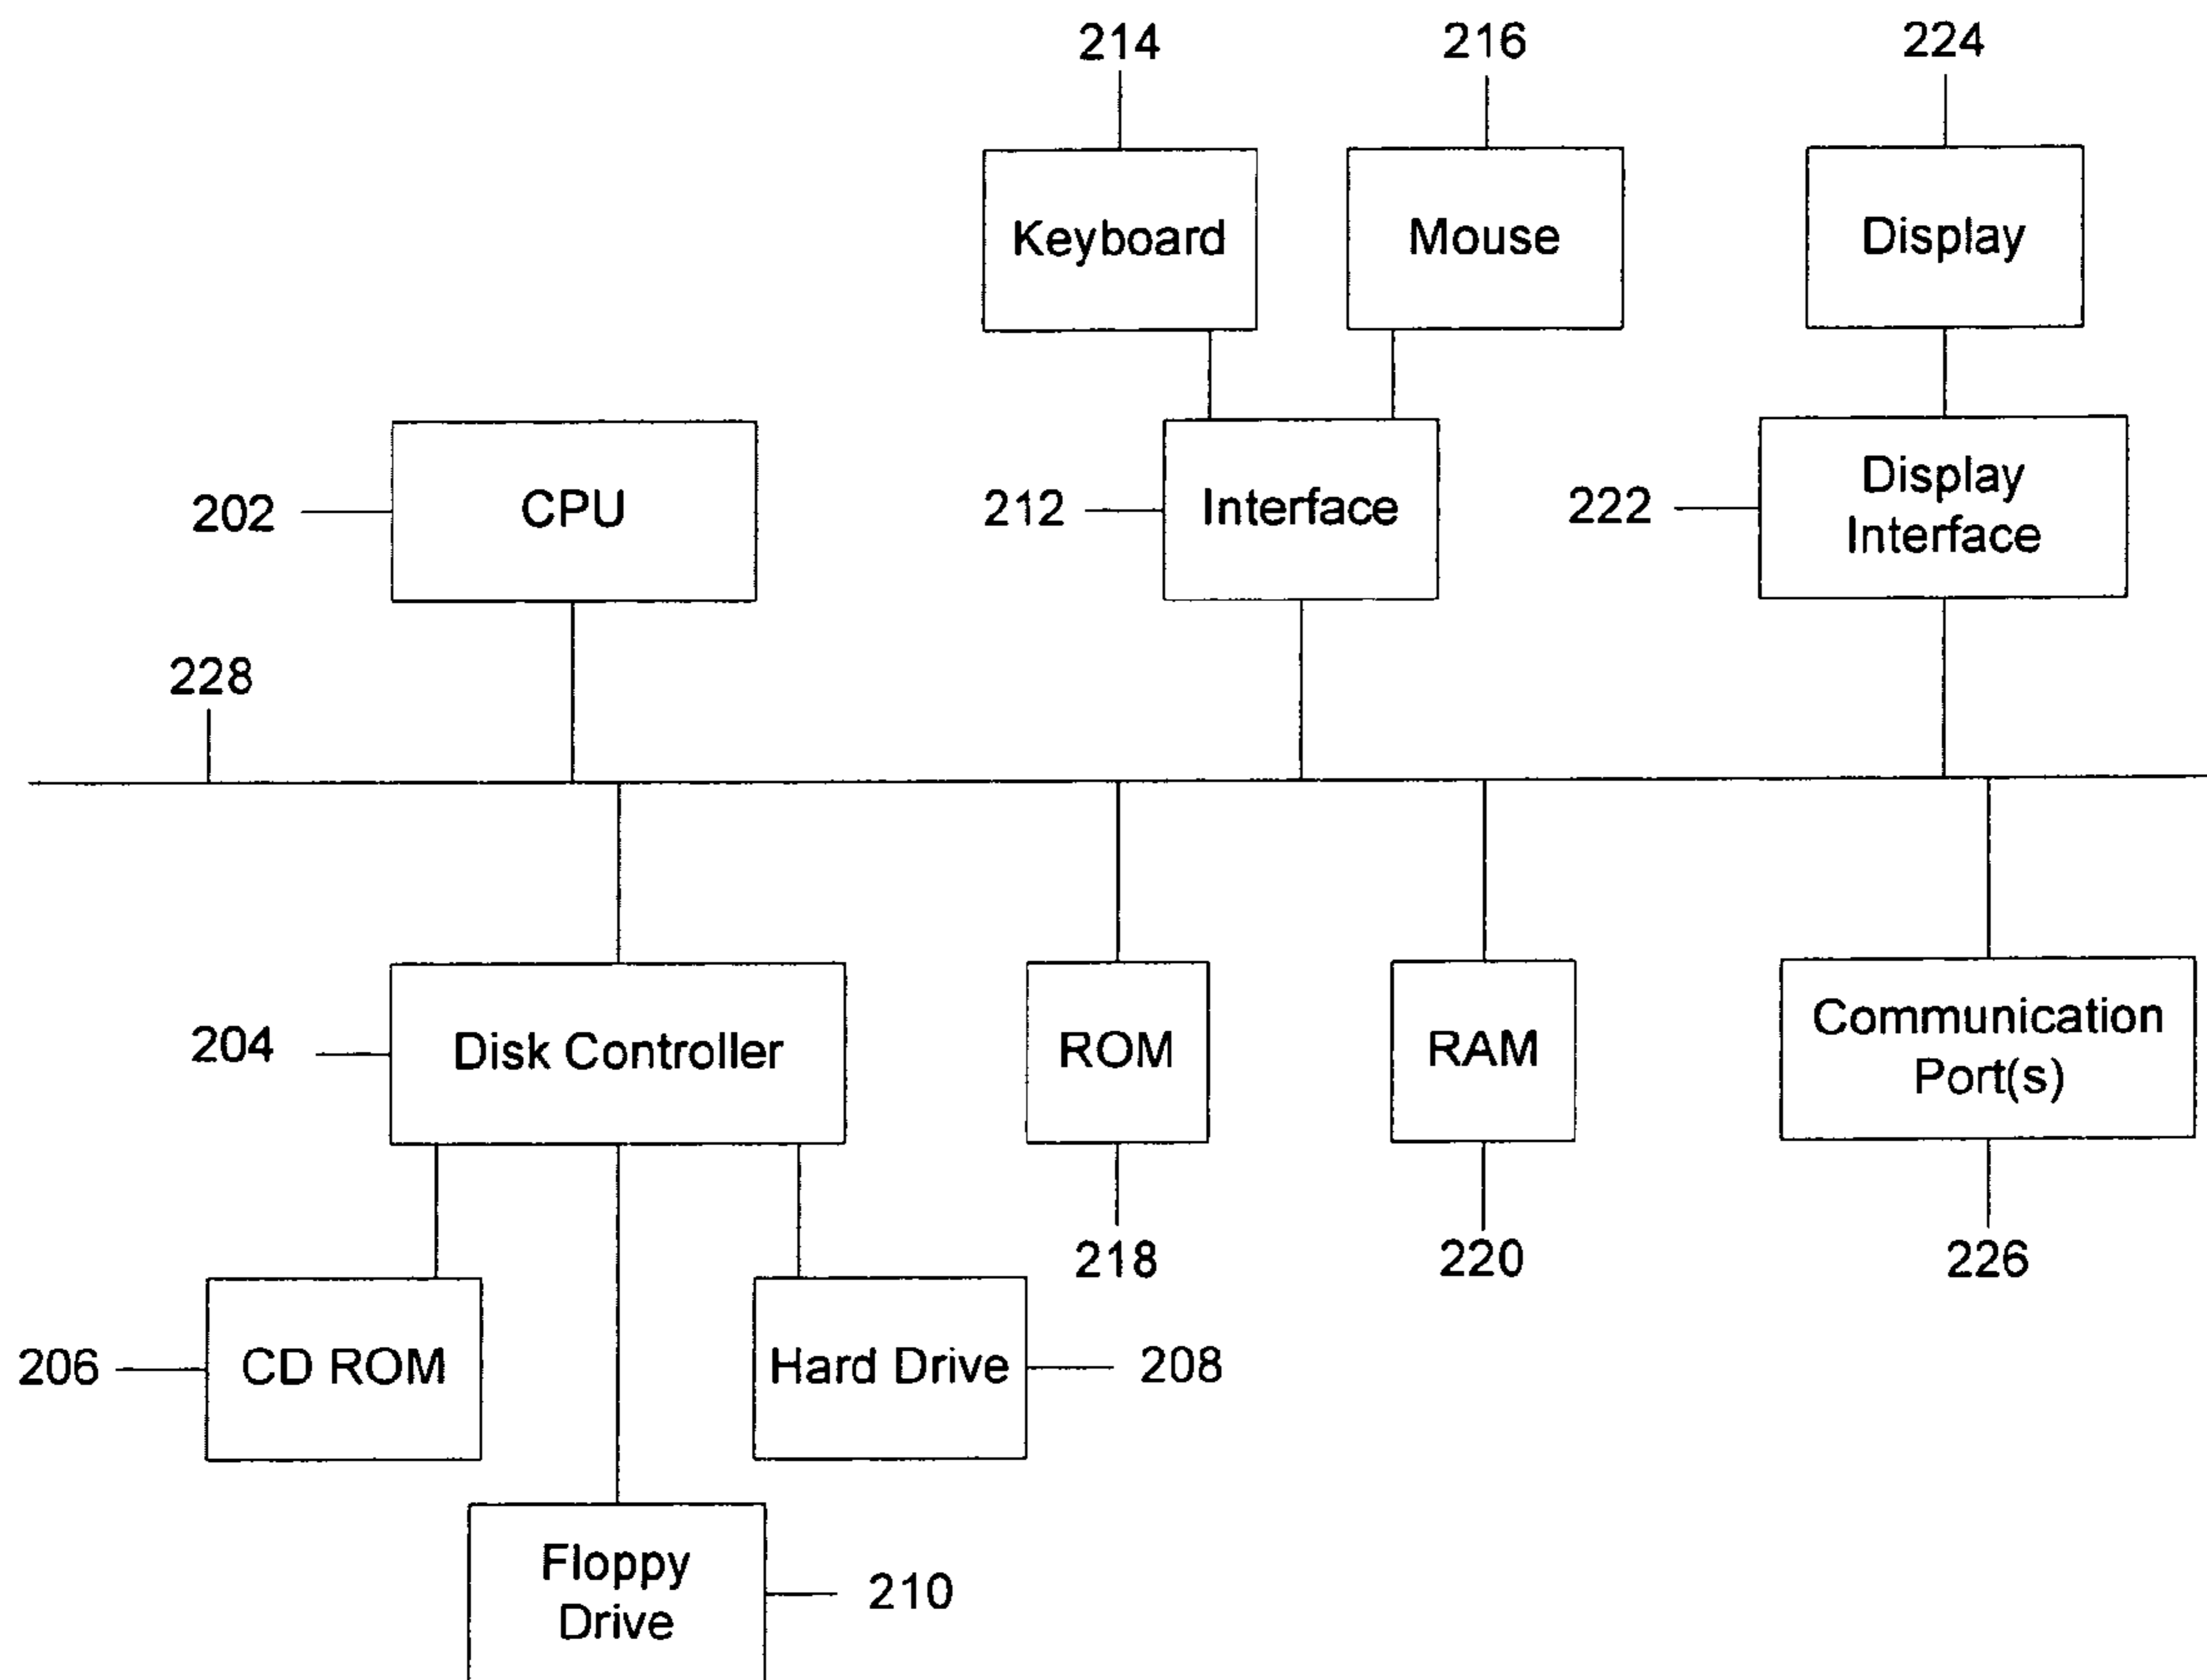 214
216
224
Keyboard
Mouse
Display
202
CPU
212
Interface
222
Display
Interface
228
204
Disk Controller
ROM
RAM
Communication
Port(s)
218
220
226
206
CD ROM
Hard Drive
208
Floppy
Drive
210